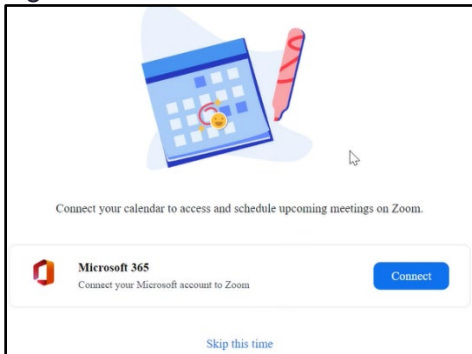 Connect your calendar to access and schedule upcoming meetings on Zoom.
Microsoft 365
Connect your Microsoft account to Zoom
Connect
Skip this time